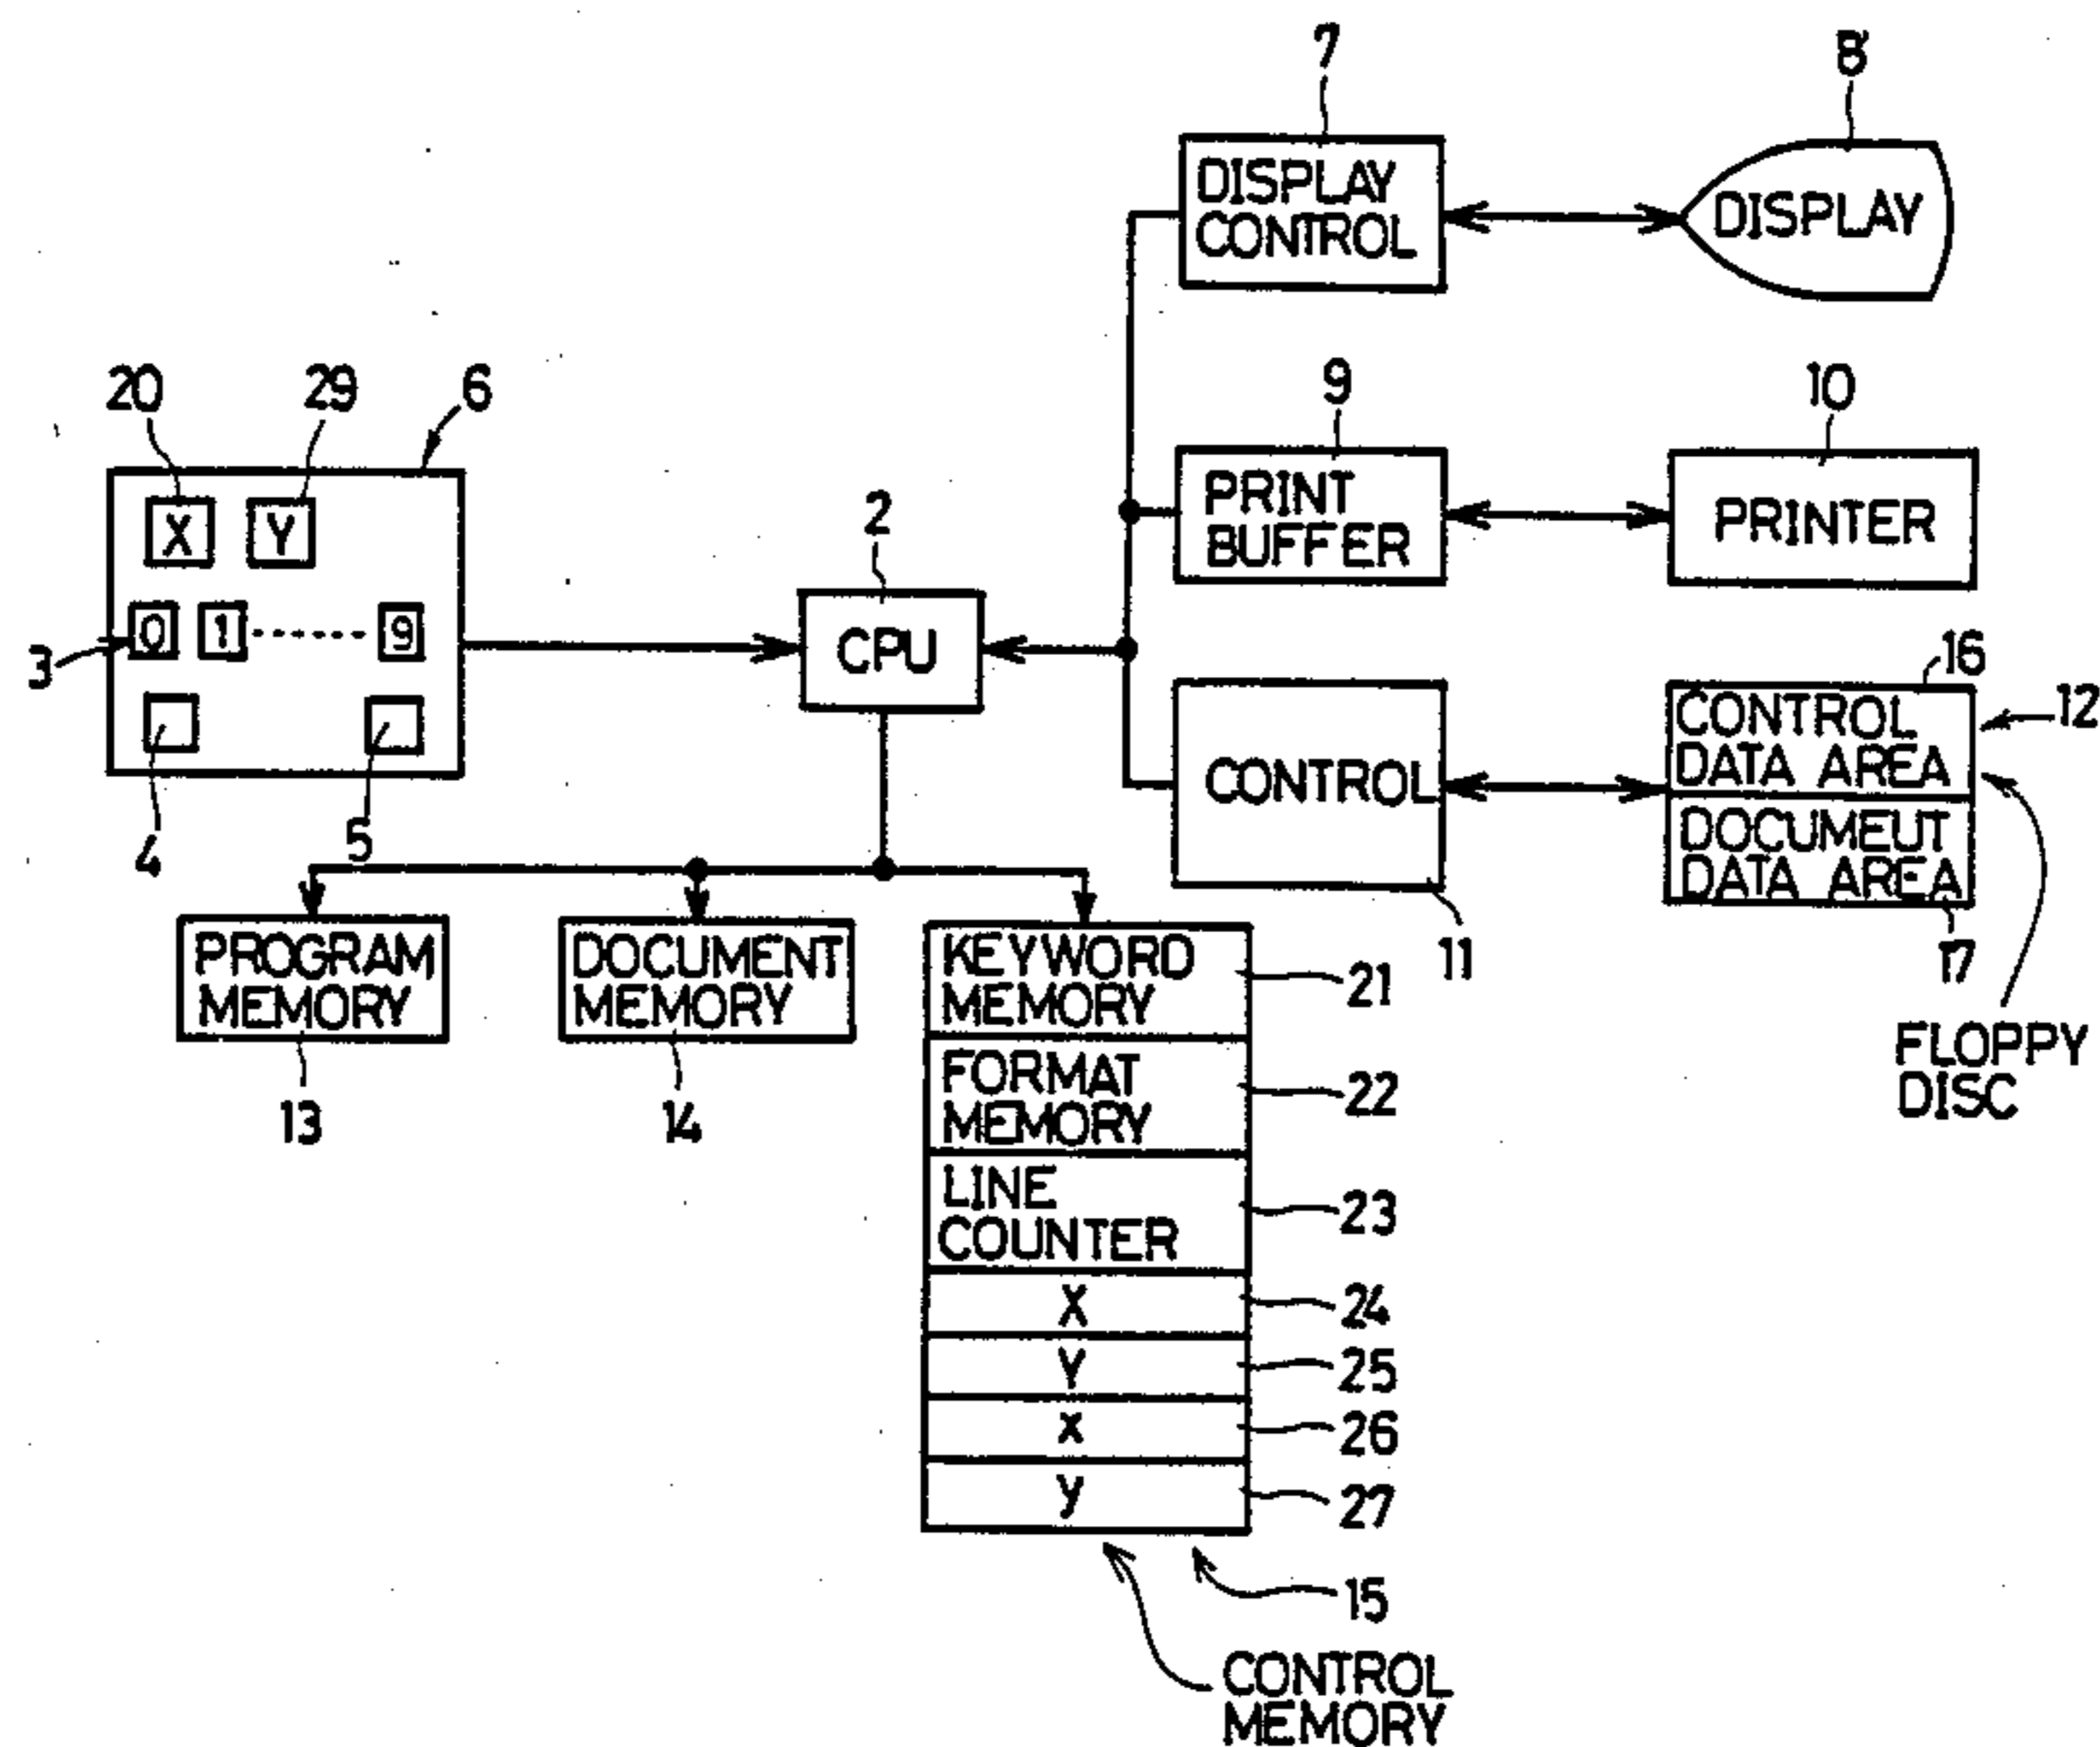 7
8
DISPLAY
CONTROL
DISPLAY
20
29
6
9
10
X
Y
PRINT
BUFFER
PRINTER
2
3
0
1
9
CPU
16
12
CONTROL
CONTROL
DATA AREA
DOCUMEUT
DATA AREA
4
5
11
17
FLOPPY
DISC
PROGRAM
MEMORY
13
DOCUMENT
MEMORY
14
KEYWORD
MEMORY
21
FORMAT
MEMORY
22
LINE
COUNTER
23
X
24
Y
25
x
26
y
27
15
CONTROL
MEMORY